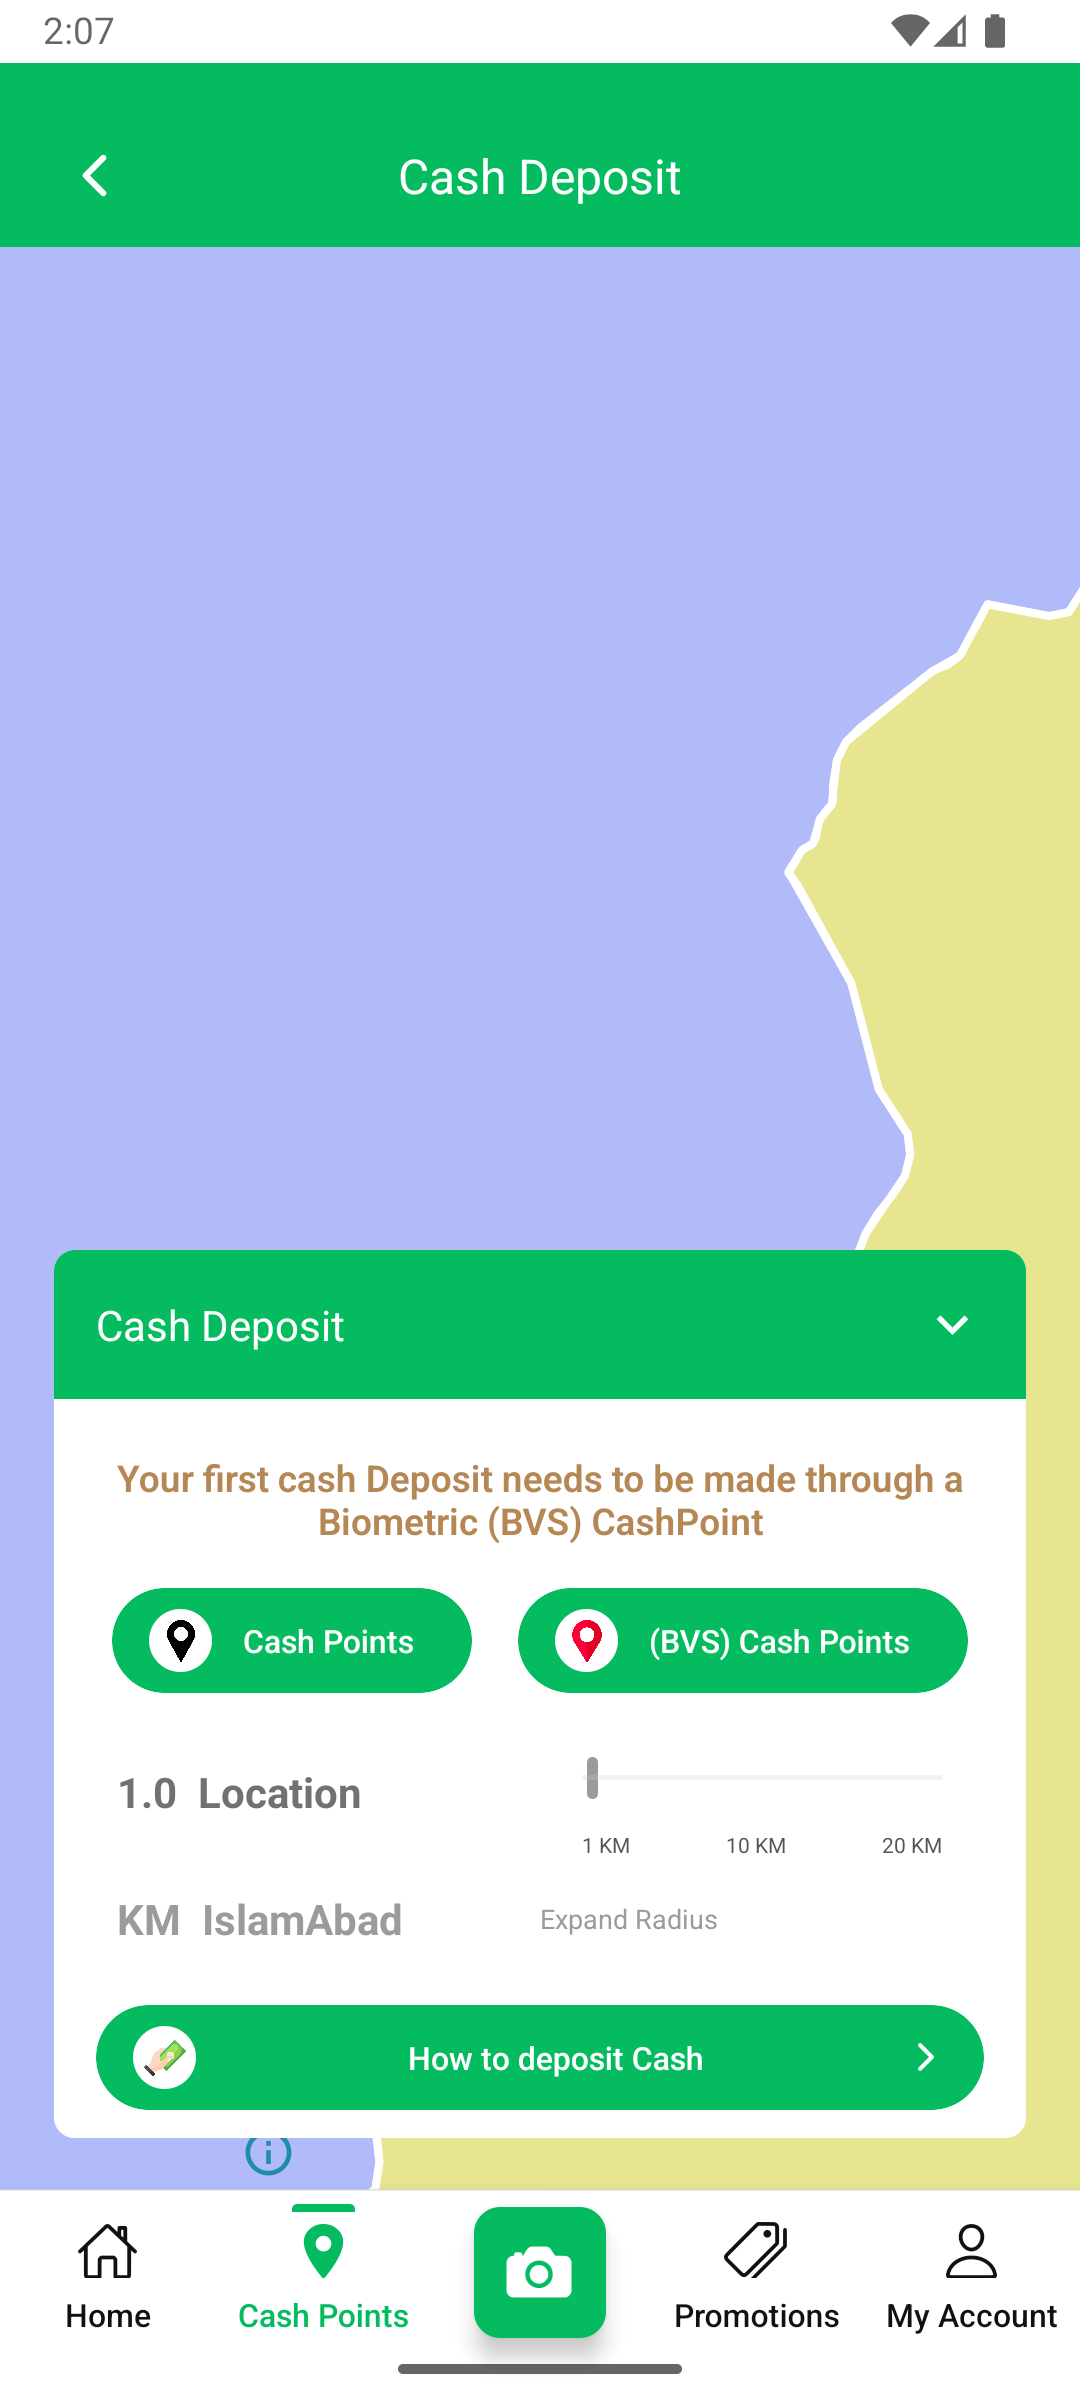 2:07
Cash Deposit
Cash Deposit
Your first cash Deposit needs to be made through a
Biometric (BVS) CashPoint
Cash Points
(BVS) Cash Points
1.0 Location
1 KM 10 KM 20 KM
KM IslamAbad
Expand Radius
How to deposit Cash
Home
Cash Points
Promotions
My Account